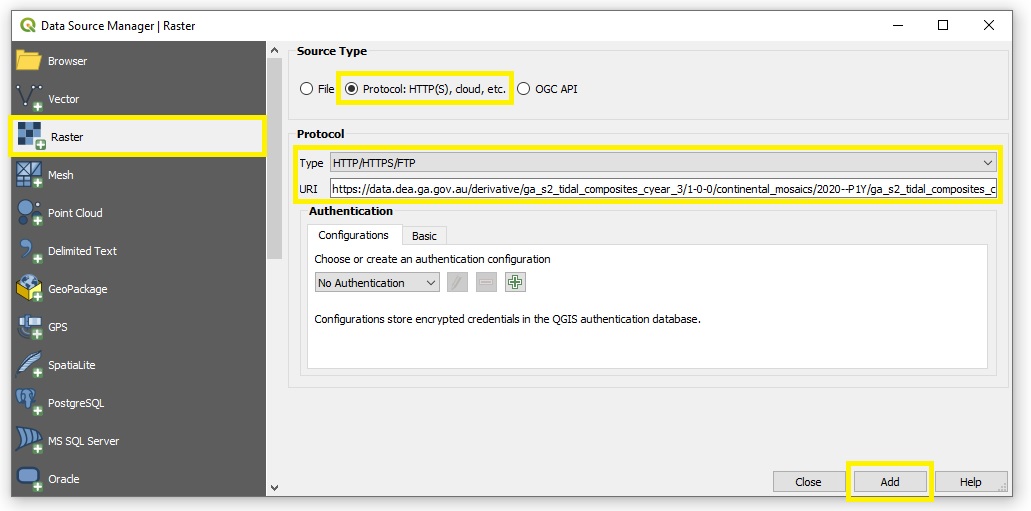 Data Source Manager | Raster
Browser
Vector
Raster
Mesh
Point Cloud
Delimited Text
GeoPackage
GPS
SpatiaLite
PostgreSQL
MS SQL Server
Oracle
Source Type
File
Protocol: HTTP(S), cloud, etc.
OGC API
Protocol
Type HTTP/HTTPS/FTP
URI https://data.dea.ga.gov.au/derivative/ga_s2_tidal_composites_cyear_3/1-0-0/continental_mosaics/2020--P1Y/ga_s2_tidal_composites_c
Authentication
Configurations Basic
Choose or create an authentication configuration
No Authentication
Configurations store encrypted credentials in the QGIS authentication database.
Close Add Help